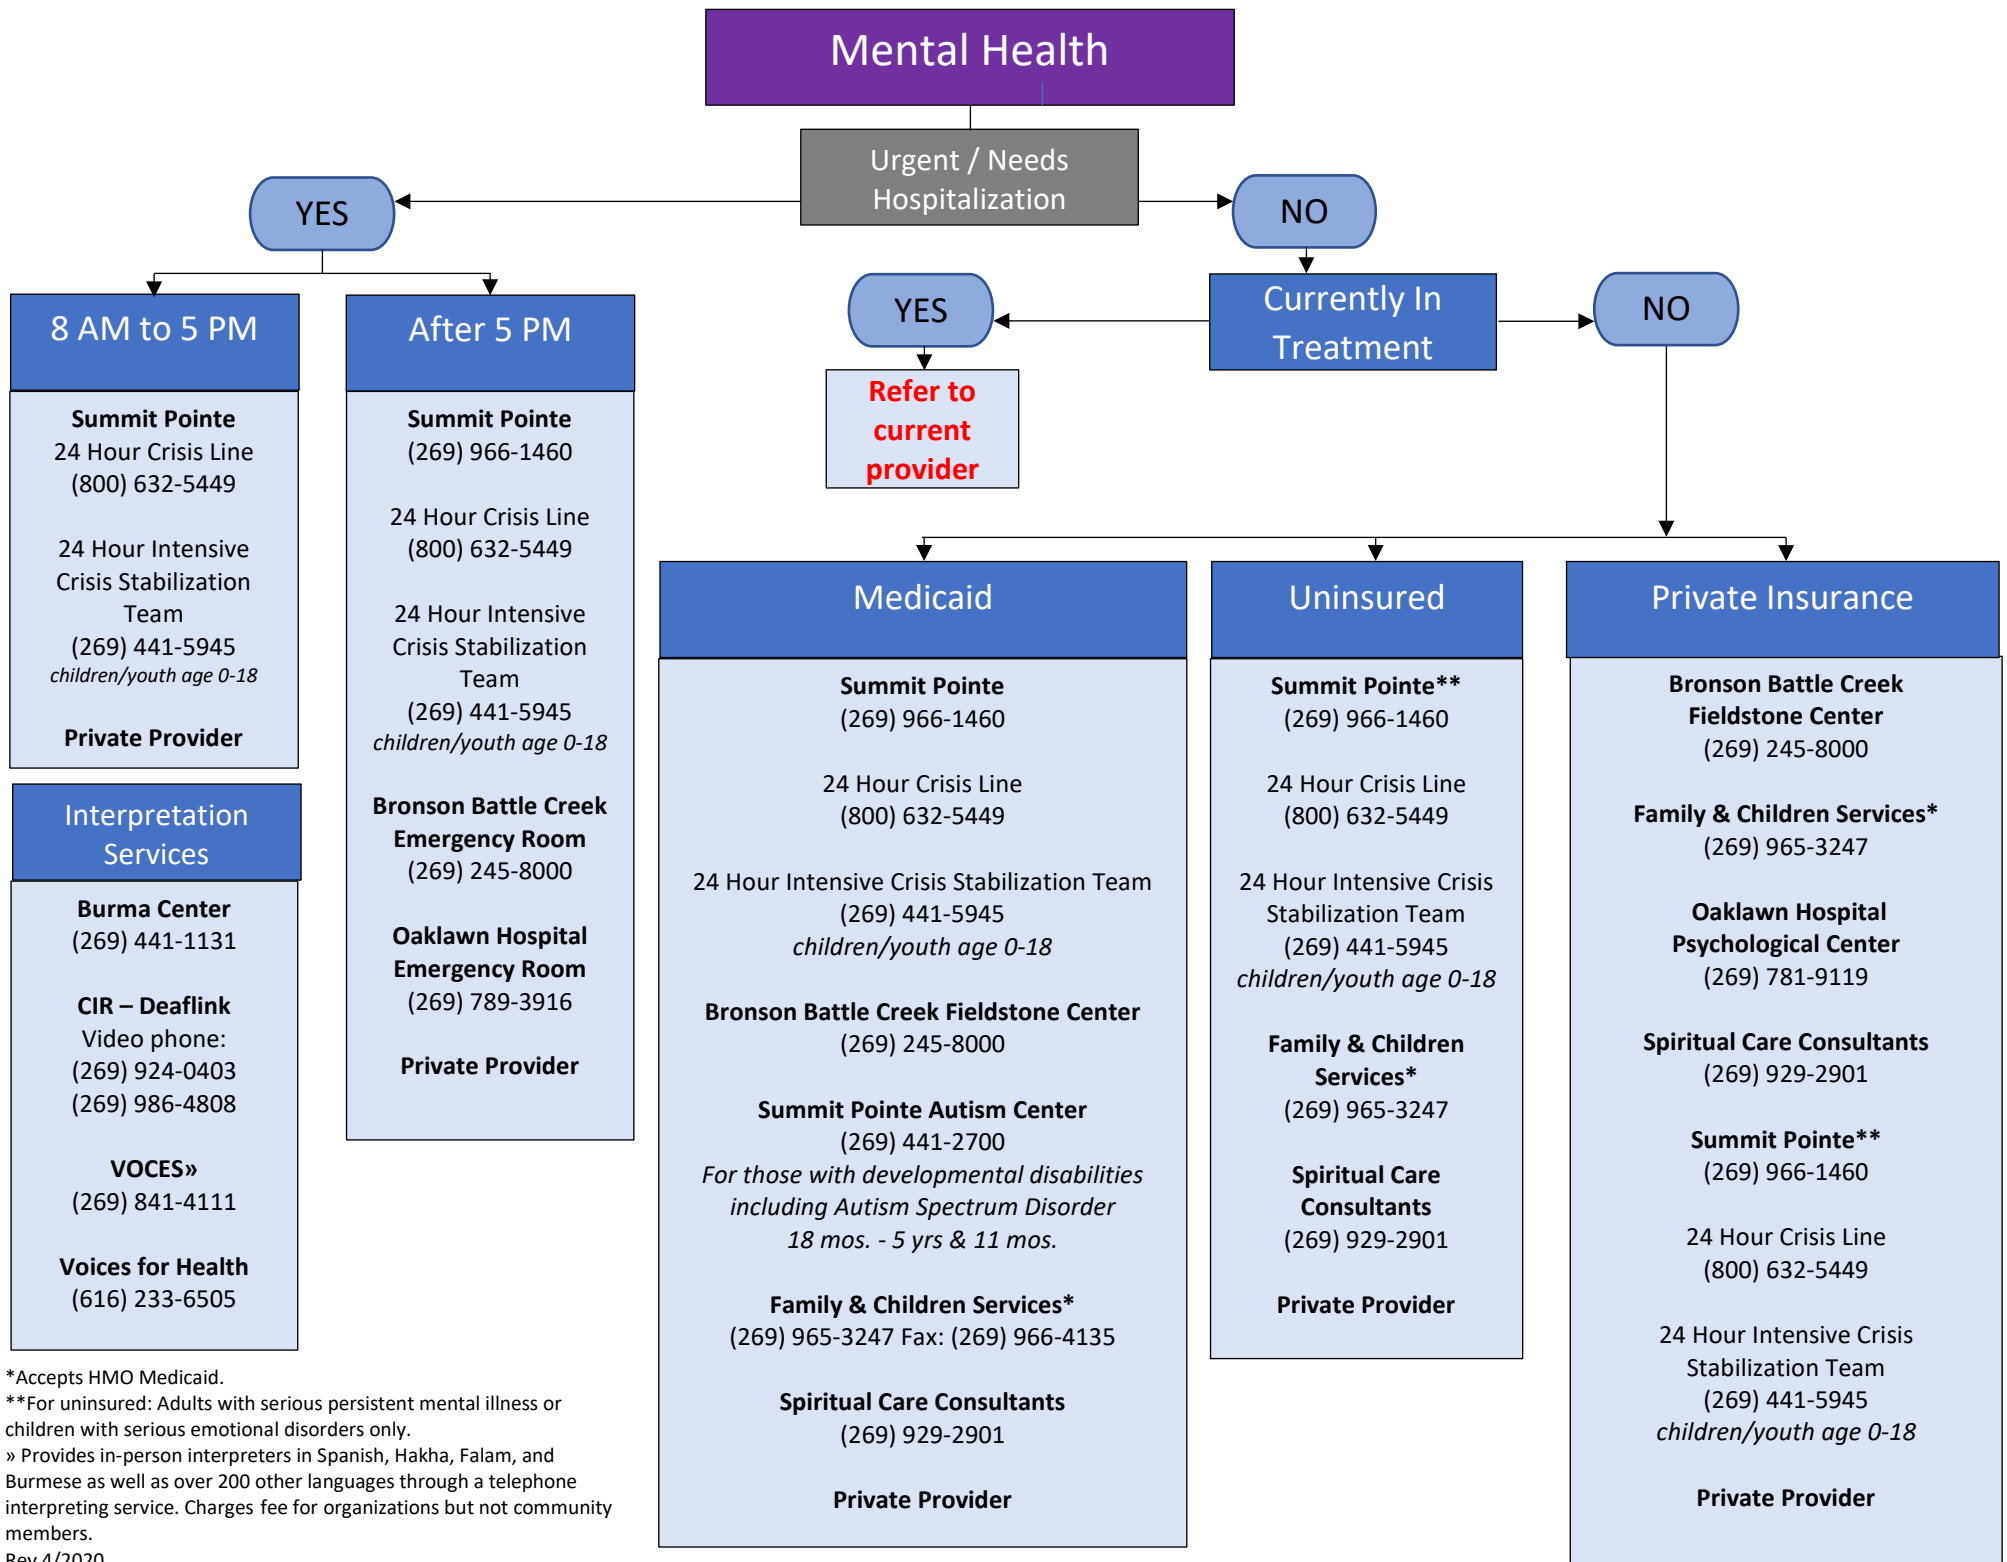 Mental Health
Urgent / Needs
Hospitalization
YES
NO
8 AM to 5 PM
Summit Pointe
24 Hour Crisis Line
(800) 632-5449
24 Hour Intensive
Crisis Stabilization
Team
(269) 441-5945
children/youth age 0-18
Private Provider
After 5 PM
Summit Pointe
(269) 966-1460
24 Hour Crisis Line
(800) 632-5449
24 Hour Intensive
Crisis Stabilization
Team
(269) 441-5945
children/youth age 0-18
Bronson Battle Creek
Emergency Room
(269) 245-8000
Oaklawn Hospital
Emergency Room
(269) 789-3916
Private Provider
Currently In
Treatment
YES
NO
Refer to
current
provider
Medicaid
Summit Pointe
(269) 966-1460
24 Hour Crisis Line
(800) 632-5449
24 Hour Intensive Crisis Stabilization Team
(269) 441-5945
children/youth age 0-18
Bronson Battle Creek Fieldstone Center
(269) 245-8000
Summit Pointe Autism Center
(269) 441-2700
For those with developmental disabilities
including Autism Spectrum Disorder
18 mos. - 5 yrs & 11 mos.
Family & Children Services*
(269) 965-3247 Fax: (269) 966-4135
Spiritual Care Consultants
(269) 929-2901
Private Provider
Uninsured
Summit Pointe**
(269) 966-1460
24 Hour Crisis Line
(800) 632-5449
24 Hour Intensive Crisis
Stabilization Team
(269) 441-5945
children/youth age 0-18
Family & Children
Services*
(269) 965-3247
Spiritual Care
Consultants
(269) 929-2901
Private Provider
Private Insurance
Bronson Battle Creek
Fieldstone Center
(269) 245-8000
Family & Children Services*
(269) 965-3247
Oaklawn Hospital
Psychological Center
(269) 781-9119
Spiritual Care Consultants
(269) 929-2901
Summit Pointe**
(269) 966-1460
24 Hour Crisis Line
(800) 632-5449
24 Hour Intensive Crisis
Stabilization Team
(269) 441-5945
children/youth age 0-18
Private Provider
Interpretation
Services
Burma Center
(269) 441-1131
CIR – Deaflink
Video phone:
(269) 924-0403
(269) 986-4808
VOCES»
(269) 841-4111
Voices for Health
(616) 233-6505
*Accepts HMO Medicaid.
**For uninsured: Adults with serious persistent mental illness or
children with serious emotional disorders only.
» Provides in-person interpreters in Spanish, Hakha, Falam, and
Burmese as well as over 200 other languages through a telephone
interpreting service. Charges fee for organizations but not community
members.
Rev 4/2020